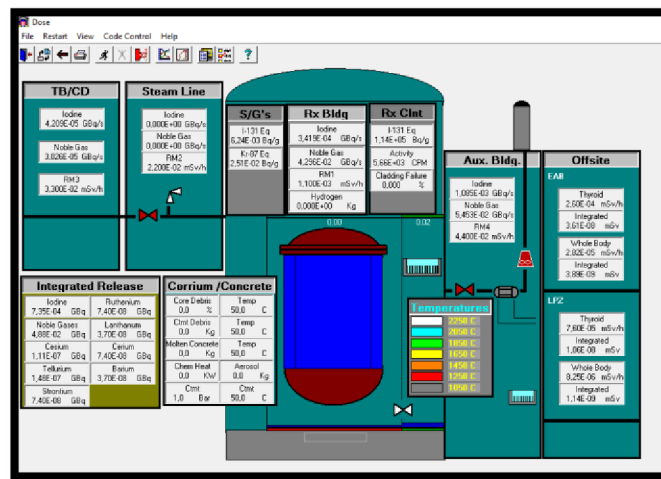 Dose
File Restart View Code Control Help
TB/CD
Iodine
4,209E-05 GBq/s
Noble Gas
3,026E-05 GBq/s
RM3
3,300E-02 mSv/h
Steam Line
Iodine
0,000E+00 GBq/s
Noble Gas
0,000E+00 GBq/s
RM2
2,200E-02 mSv/h
S/G's
I-131 Eq
6,24E-03 Bq/g
Kr-87 Eq
2,51E-02 Bq/g
Rx Bldg
Iodine
3,419E-04 GBq/s
Noble Gas
4,296E-02 GBq/s
RM1
1,100E-03 mSv/h
Hydrogen
0,000E+00 Kg
Rx Clnt
I-131 Eq
1,14E+05 Bq/g
Activity
5,66E+03 CPM
Cladding Failure
0,000 %
0.00
0.02
Aux. Bldg.
Iodine
1,085E-03 GBq/s
Noble Gas
5,453E-02 GBq/s
RM4
4,400E-02 mSv/h
Offsite
EAB
Thyroid
2,60E-04 mSv/h
Integrated
3,61E-08 mSv
Whole Body
2,82E-05 mSv/h
Integrated
3,89E-09 mSv
LPZ
Thyroid
7,60E-05 mSv/h
Integrated
1,06E-08 mSv
Whole Body
8,25E-06 mSv/h
Integrated
1,14E-09 mSv
Integrated Release
Iodine Ruthenium
7,35E-04 GBq 7,40E-08 GBq
Noble Gases Lanthanum
4,88E-02 GBq 3,70E-08 GBq
Cesium Cerium
1,11E-07 GBq 7,40E-08 GBq
Tellurium Barium
1,48E-07 GBq 3,70E-08 GBq
Strontium
7,40E-08 GBq
Corrium /Concrete
Core Debris Temp
0,0 % 50,0 C
Ctmt Debris Temp
0,0 Kg 50,0 C
Molten Concrete Temp
0,0 Kg 50,0 C
Chem Heat Aerosol
0,0 KW 0,0 Kg
Ctmt Ctmt
1,0 Bar 50,0 C
Temperatures
2250 C
2050 C
1850 C
1650 C
1450 C
1250 C
1050 C